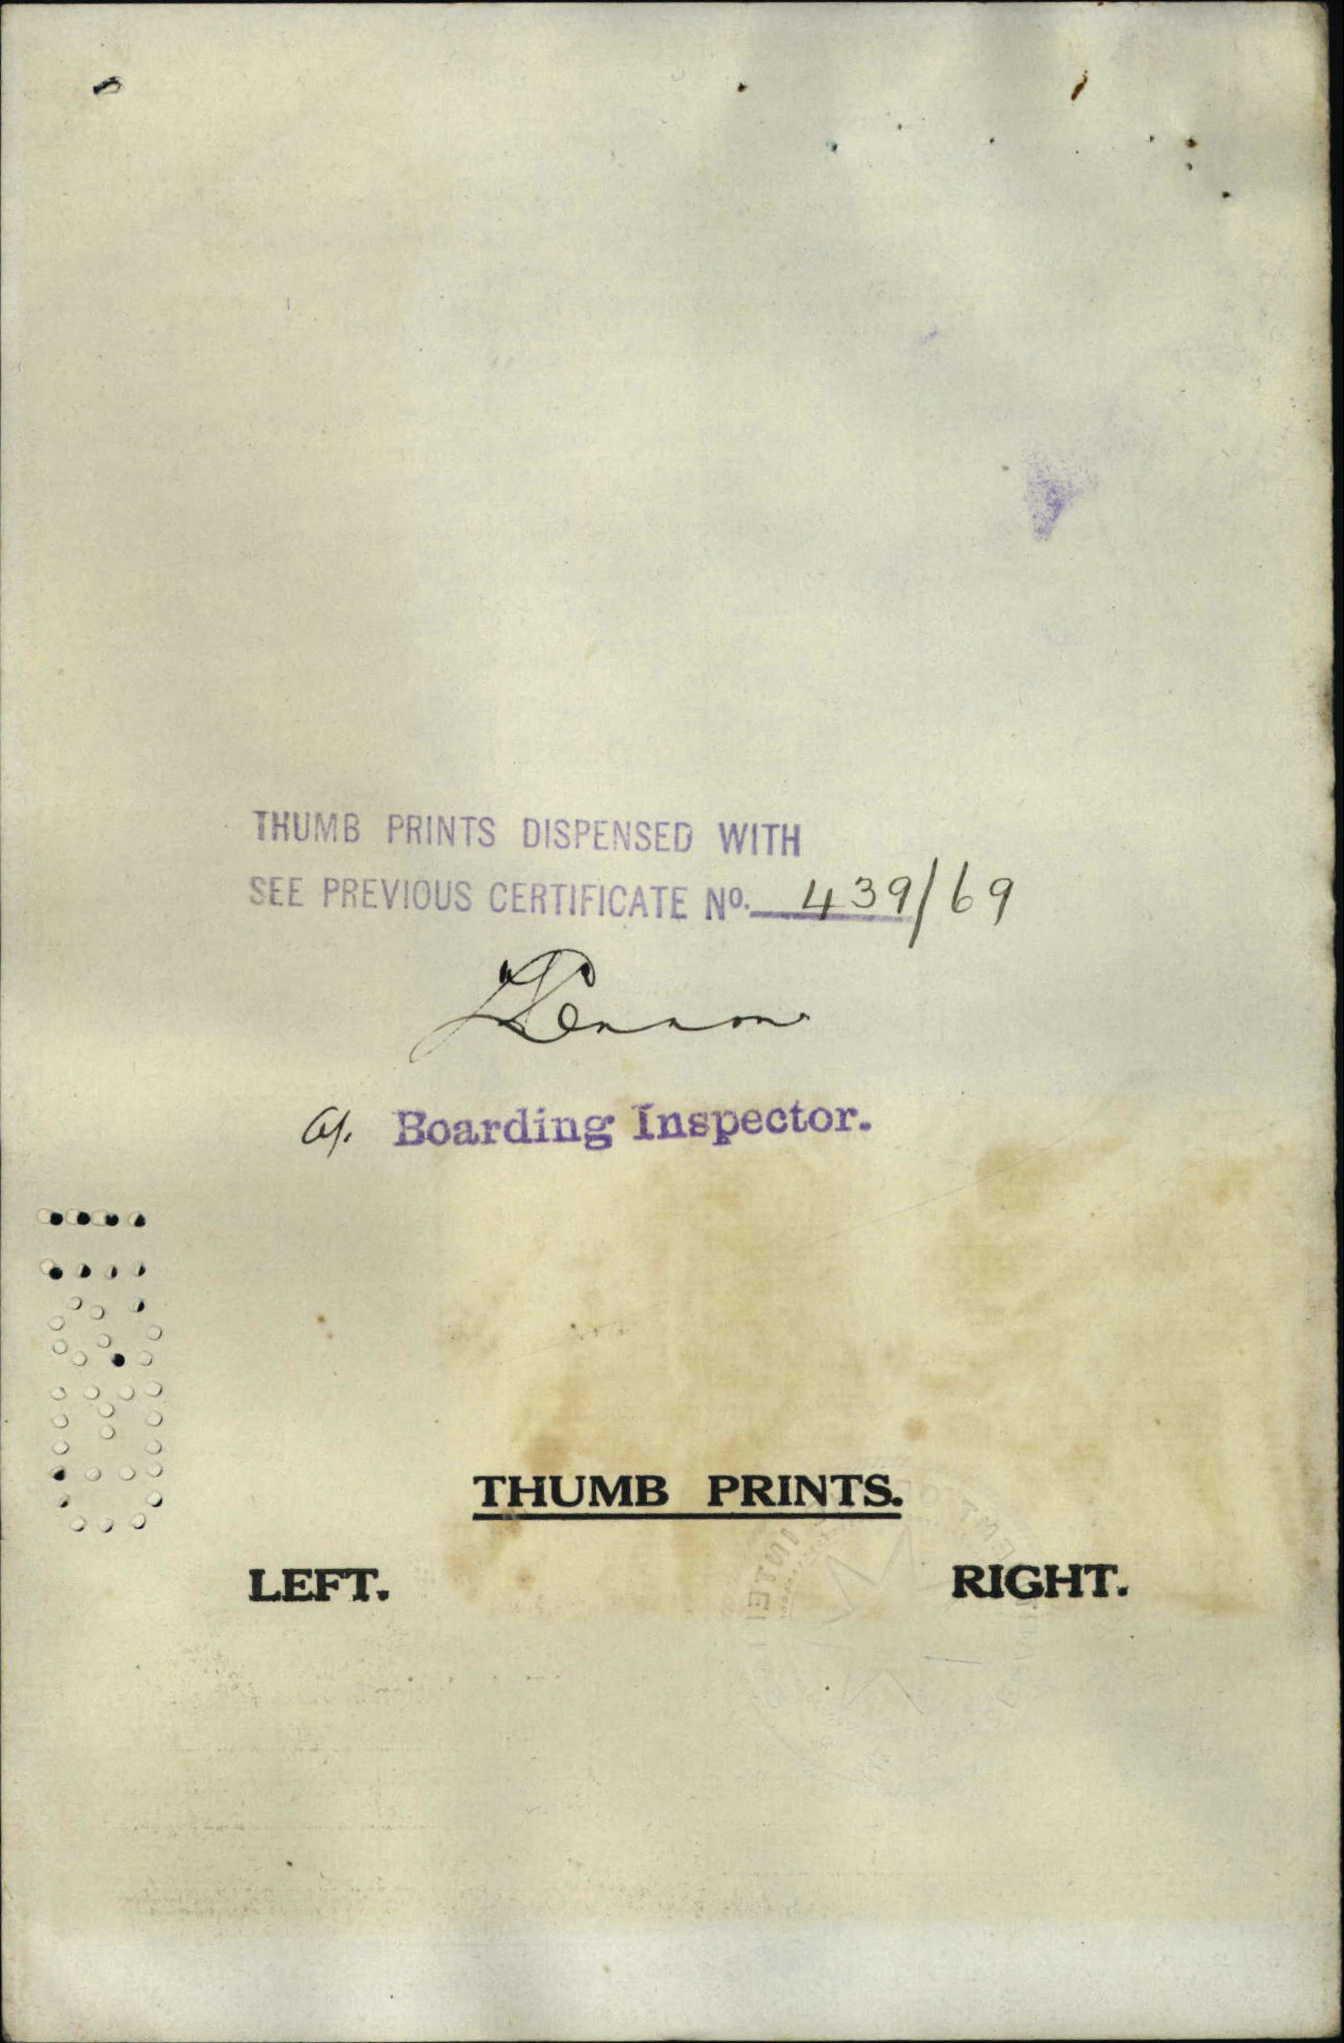 THUMB PRINTS DISPENSED WITH
SEE PREVIOUS CERTIFICATE No. 439/69
a/. Boarding Inspector.
THUMB PRINTS.
LEFT.
RIGHT.